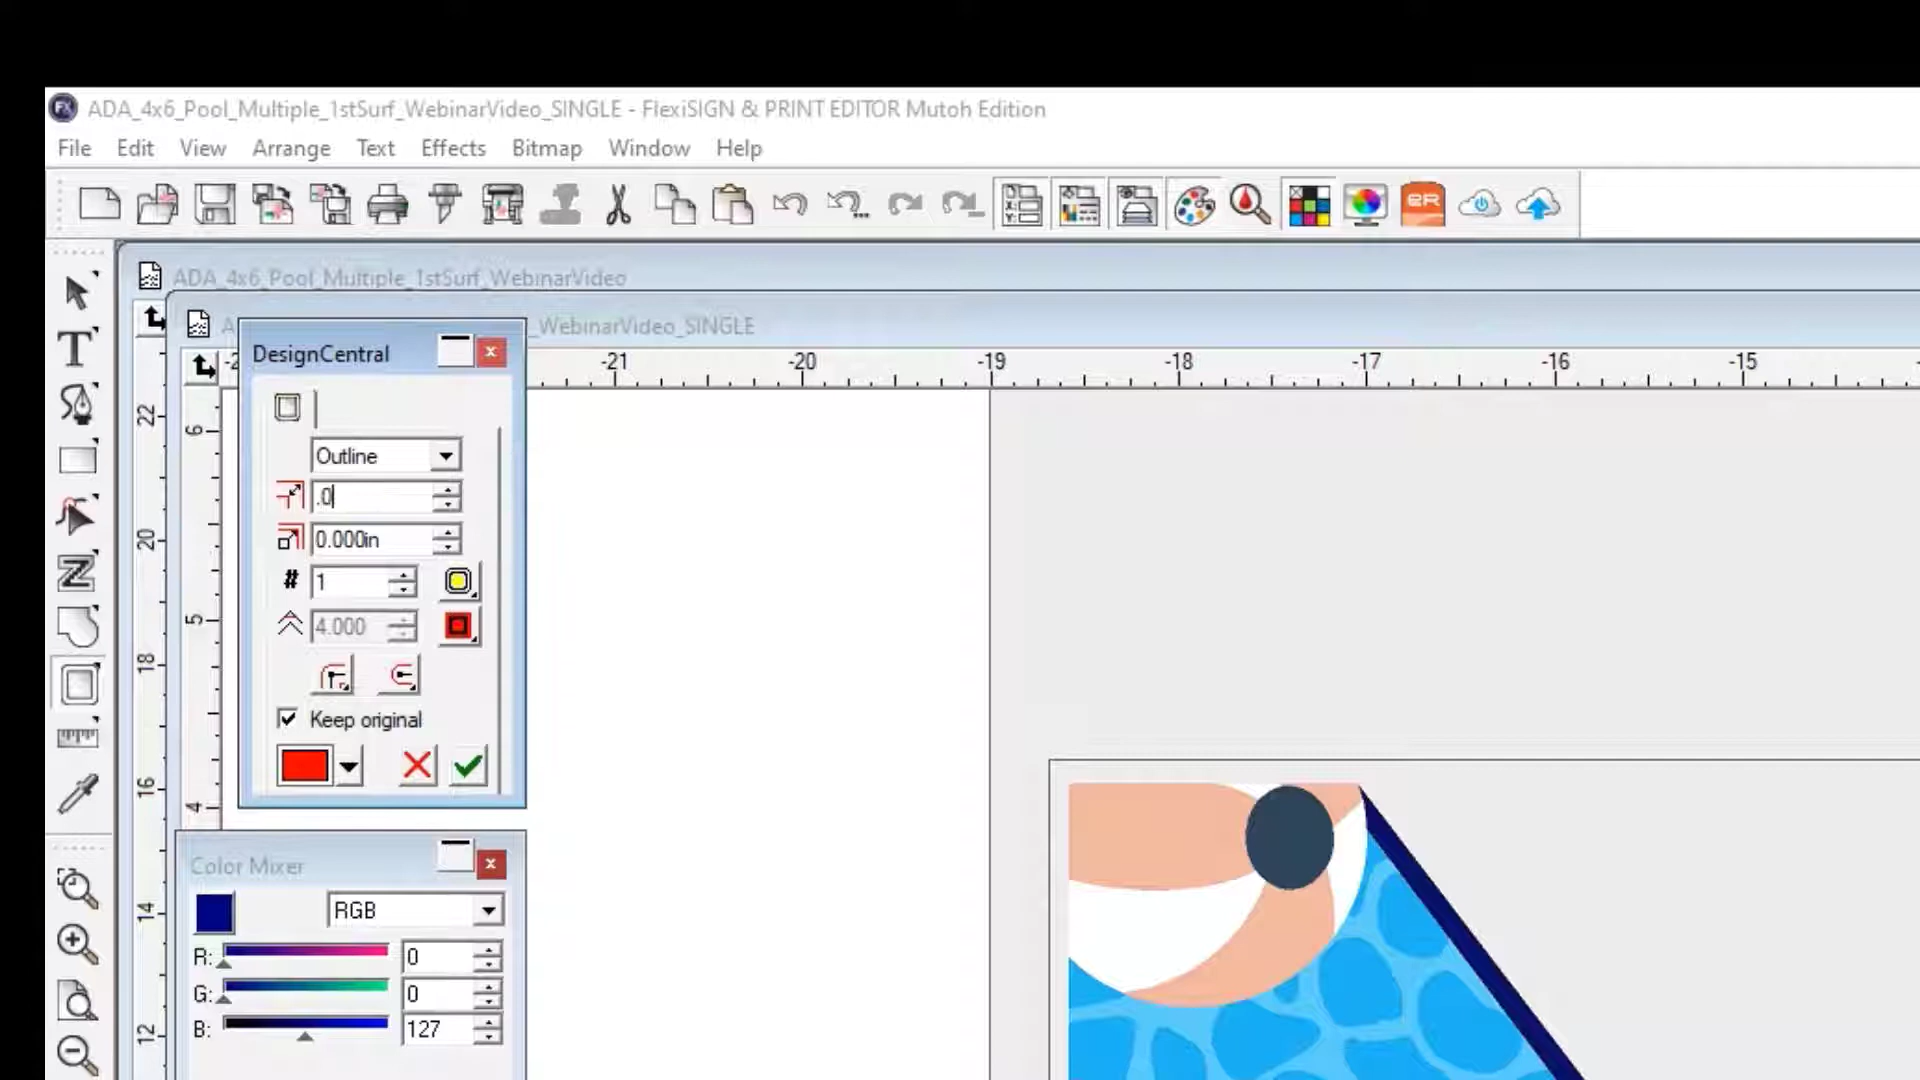 ADA_4x6_Pool_Multiple_1stSurf_WebinarVideo_SINGLE - FlexiSIGN & PRINT EDITOR Mutoh Edition
File Edit View Arrange Text Effects Bitmap Window Help
ADA_4x6_Pool_Multiple_1stSurf_WebinarVideo
_WebinarVideo_SINGLE
DesignCentral
-21 -20 -19 -18 -17 -16 -15
Outline
.0
0.000in
# 1
4.000
Keep original
22
20
18
16
14
12
6
5
4
Color Mixer
RGB
R: 0
G: 0
B: 127